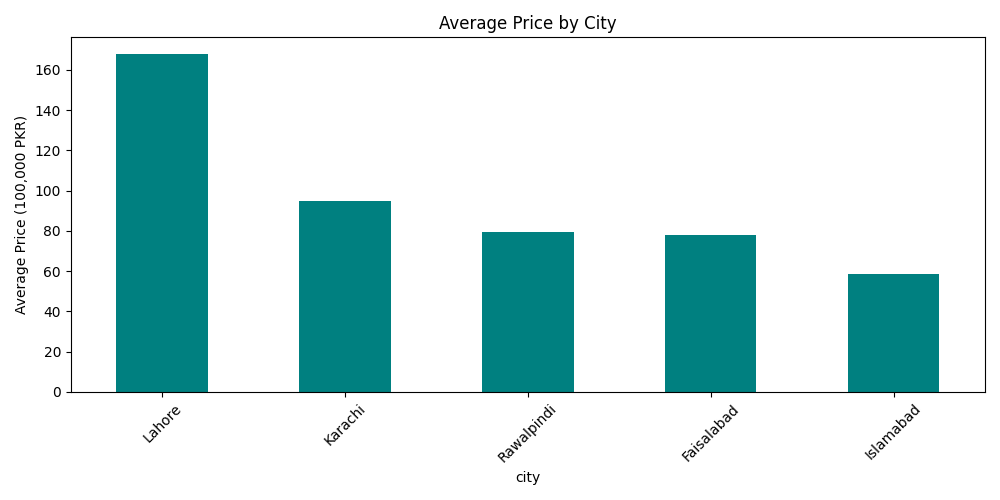 Average Price by City
Average Price (100,000 PKR)
160
140
120
100
80
60
40
20
0
Lahore
Karachi
Rawalpindi
Faisalabad
Islamabad
city